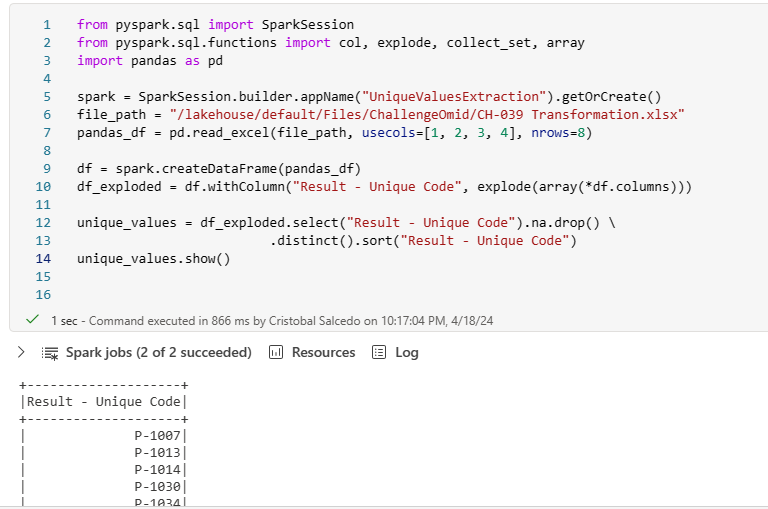 1 from pyspark.sql import SparkSession
2 from pyspark.sql.functions import col, explode, collect_set, array
3 import pandas as pd
4
5 spark = SparkSession.builder.appName("UniqueValuesExtraction").getOrCreate()
6 file_path = "/lakehouse/default/Files/ChallengeOmid/CH-039 Transformation.xlsx"
7 pandas_df = pd.read_excel(file_path, usecols=[1, 2, 3, 4], nrows=8)
8
9 df = spark.createDataFrame(pandas_df)
10 df_exploded = df.withColumn("Result - Unique Code", explode(array(*df.columns)))
11
12 unique_values = df_exploded.select("Result - Unique Code").na.drop() \
13 .distinct().sort("Result - Unique Code")
14 unique_values.show()
15
16
1 sec - Command executed in 866 ms by Cristobal Salcedo on 10:17:04 PM, 4/18/24
Spark jobs (2 of 2 succeeded) Resources Log
+--------------------+
|Result - Unique Code|
+--------------------+
| P-1007|
| P-1013|
| P-1014|
| P-1030|
| P-1034|